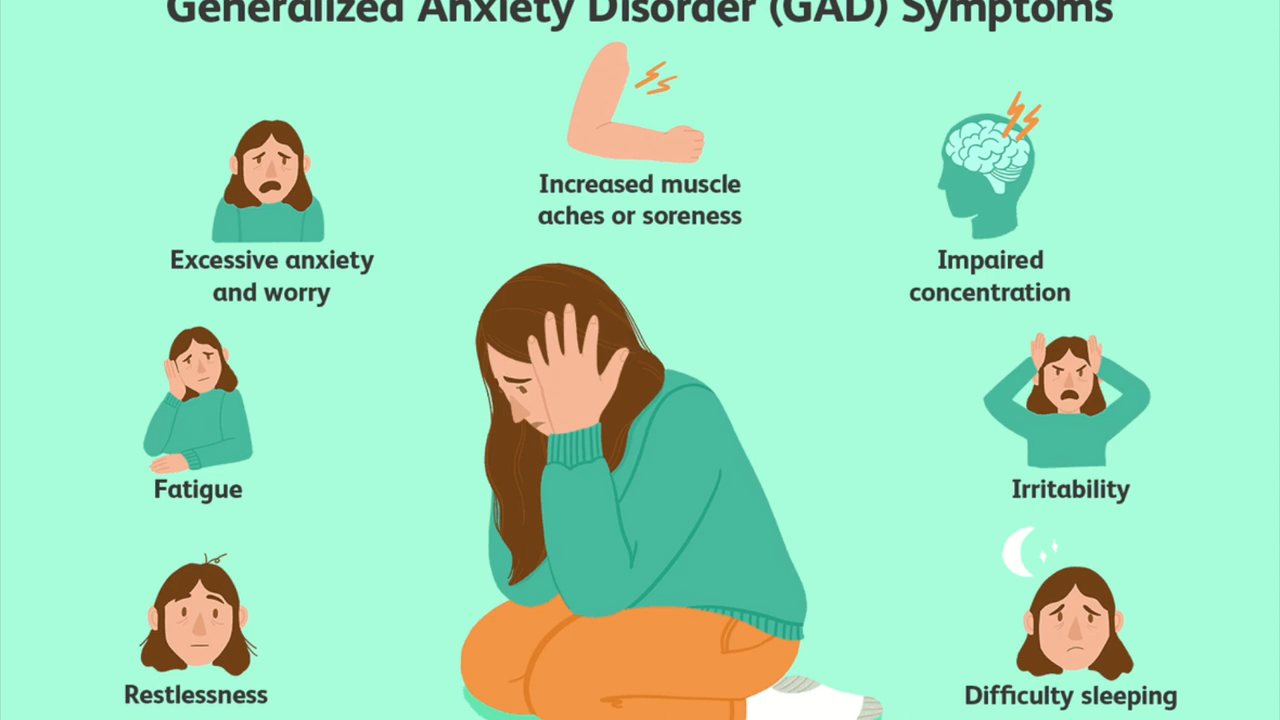 Generalized Anxiety Disorder (GAD) Symptoms
Increased muscle
aches or soreness
Excessive anxiety
and worry
Impaired
concentration
Fatigue
Irritability
Restlessness
Difficulty sleeping